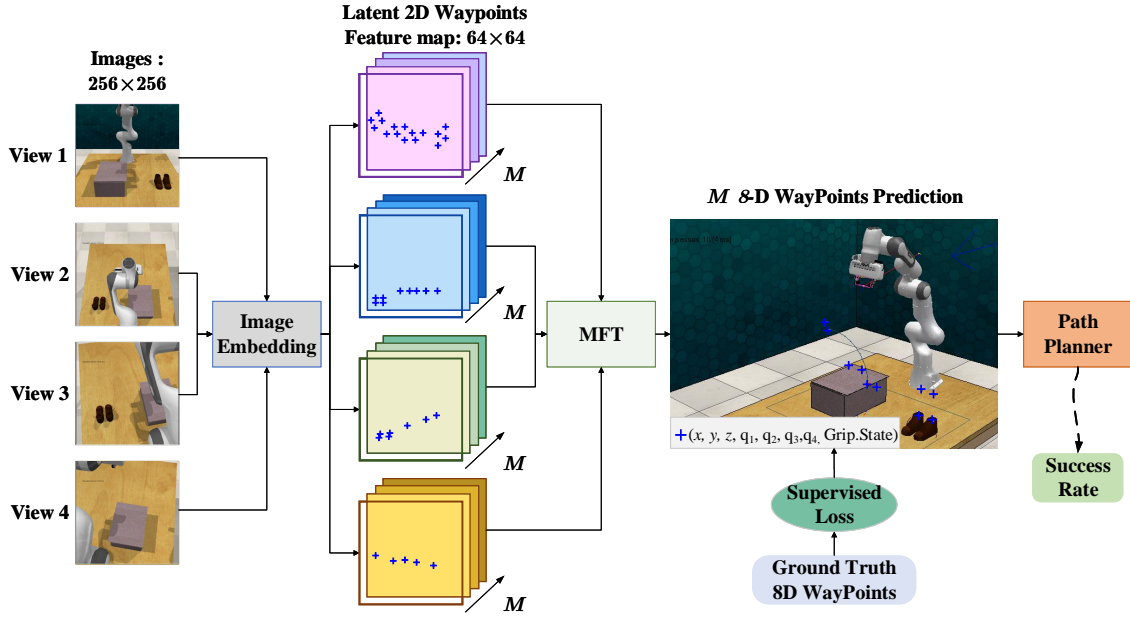 Latent 2D Waypoints
Feature map: 64×64
Images :
256×256
View 1
View 2
View 3
View 4
Image
Embedding
M
M
M
M
MFT
M 8-D WayPoints Prediction
+(x, y, z, q₁, q₂, q₃,q₄, Grip.State)
Supervised
Loss
Ground Truth
8D WayPoints
Path
Planner
Success
Rate